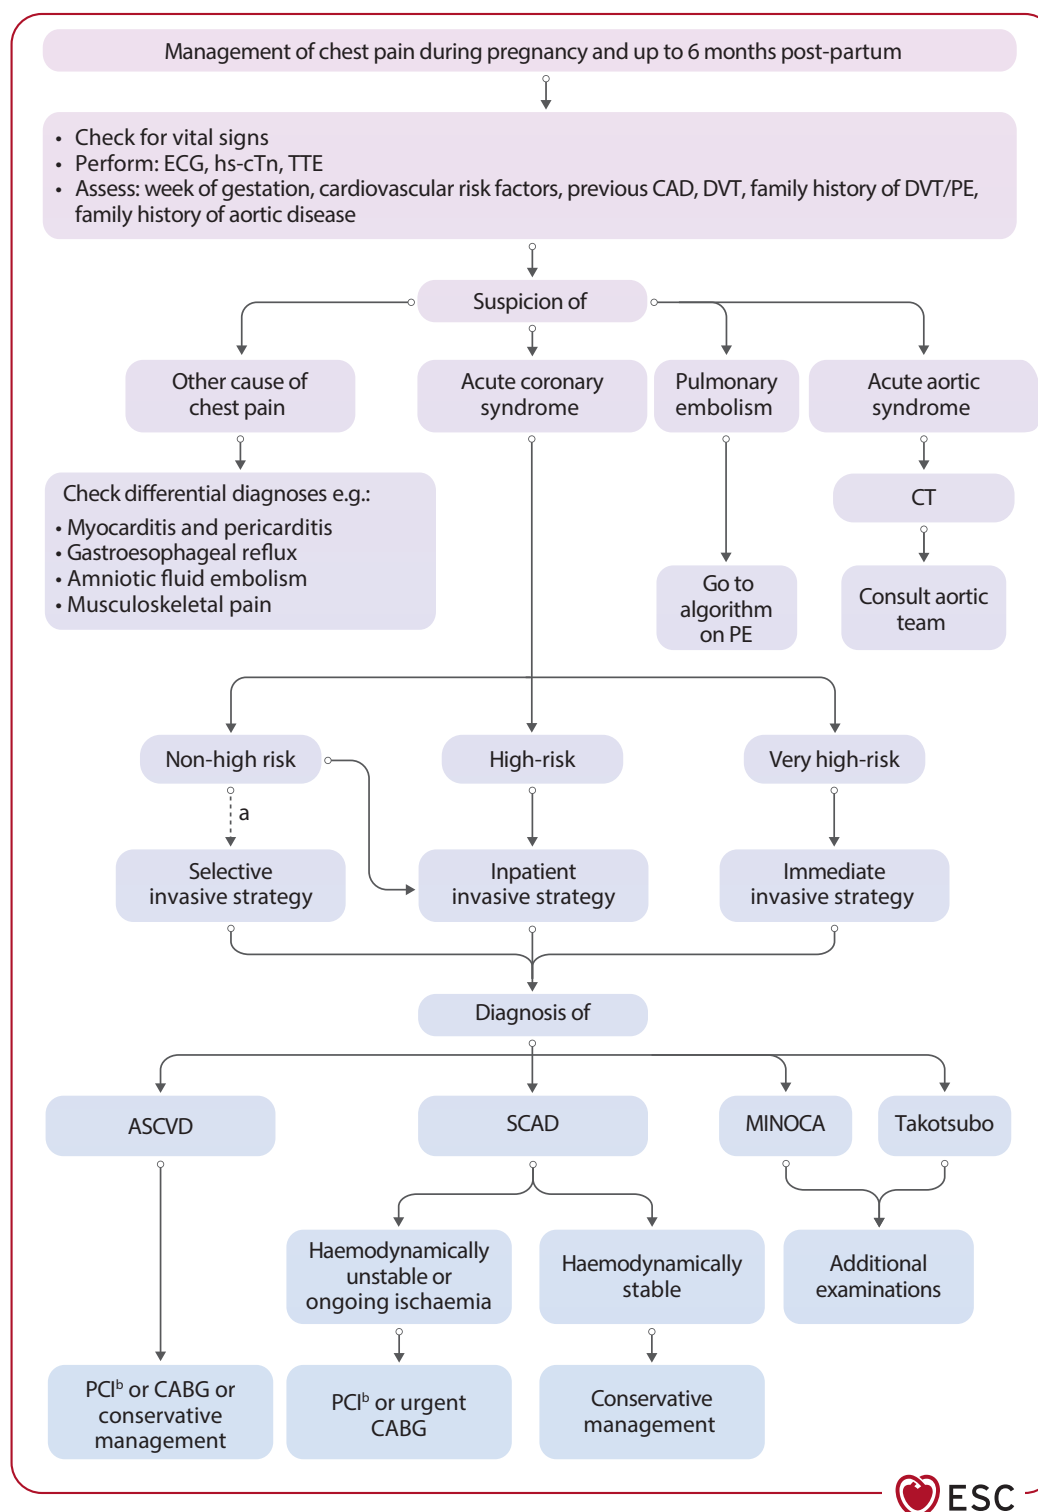 Management of chest pain during pregnancy and up to 6 months post-partum
• Check for vital signs
• Perform: ECG, hs-cTn, TTE
• Assess: week of gestation, cardiovascular risk factors, previous CAD, DVT, family history of DVT/PE,
family history of aortic disease
Suspicion of
Other cause of
chest pain
Acute coronary
syndrome
Pulmonary
embolism
Acute aortic
syndrome
Check differential diagnoses e.g.:
• Myocarditis and pericarditis
• Gastroesophageal reflux
• Amniotic fluid embolism
• Musculoskeletal pain
CT
Go to
algorithm
on PE
Consult aortic
team
Non-high risk
High-risk
Very high-risk
a
Selective
invasive strategy
Inpatient
invasive strategy
Immediate
invasive strategy
Diagnosis of
ASCVD
SCAD
MINOCA
Takotsubo
Haemodynamically
unstable or
ongoing ischaemia
Haemodynamically
stable
Additional
examinations
PCIᵇ or CABG or
conservative
management
PCIᵇ or urgent
CABG
Conservative
management
ESC